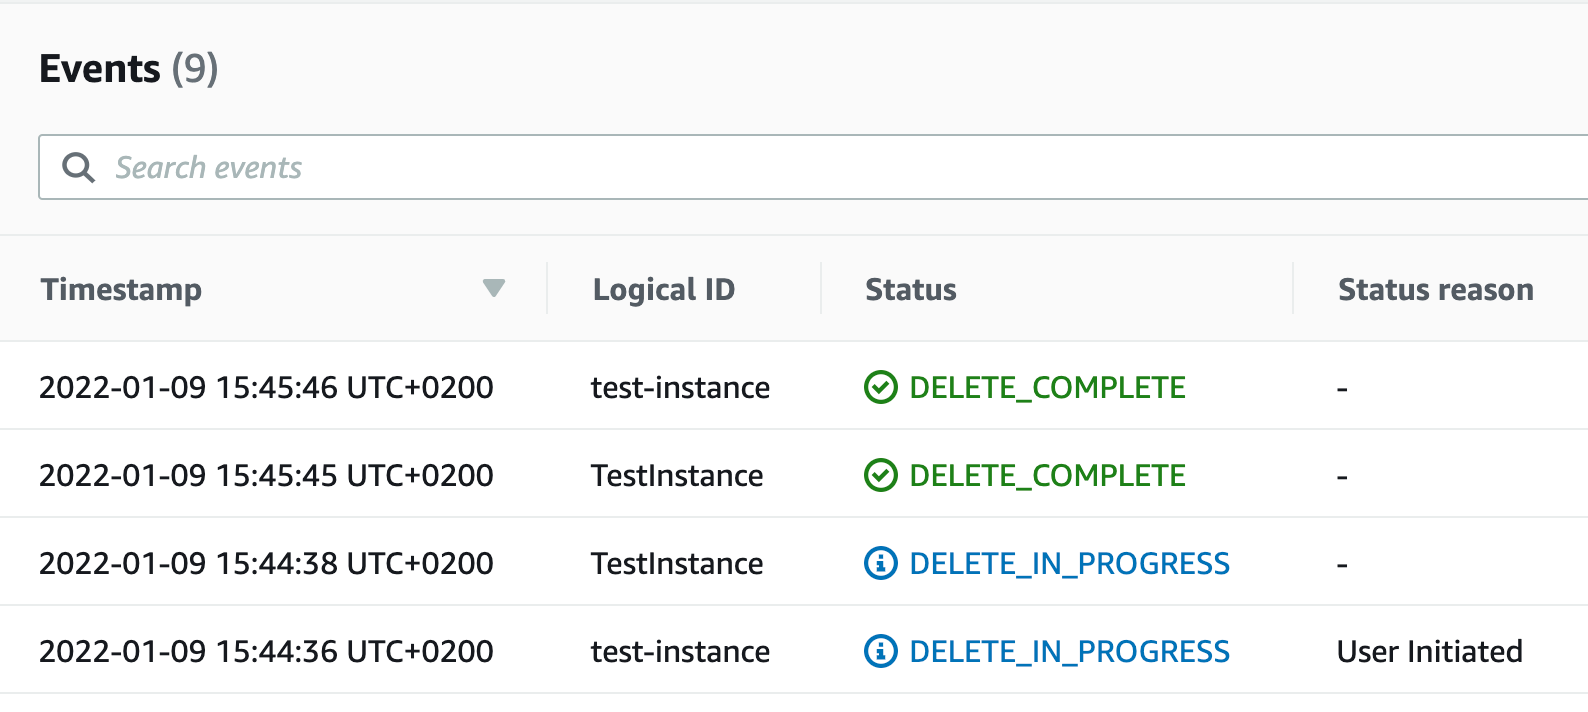 Events (9)
Search events
Timestamp Logical ID Status Status reason
2022-01-09 15:45:46 UTC+0200 test-instance DELETE_COMPLETE -
2022-01-09 15:45:45 UTC+0200 TestInstance DELETE_COMPLETE -
2022-01-09 15:44:38 UTC+0200 TestInstance DELETE_IN_PROGRESS -
2022-01-09 15:44:36 UTC+0200 test-instance DELETE_IN_PROGRESS User Initiated